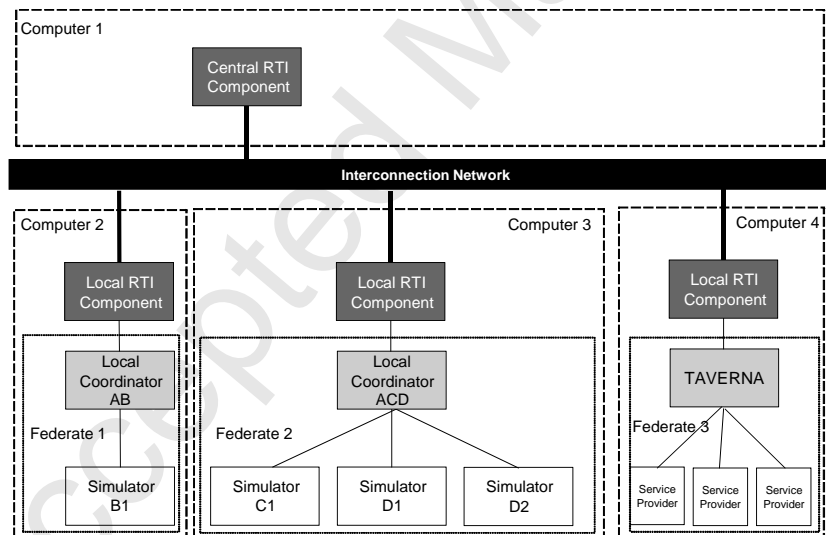 Computer 1
Central RTI
Component
Interconnection Network
Computer 2
Local RTI
Component
Local
Coordinator
AB
Federate 1
Simulator
B1
Computer 3
Local RTI
Component
Local
Coordinator
ACD
Federate 2
Simulator
C1
Simulator
D1
Simulator
D2
Computer 4
Local RTI
Component
TAVERNA
Federate 3
Service
Provider
Service
Provider
Service
Provider
ccepted M